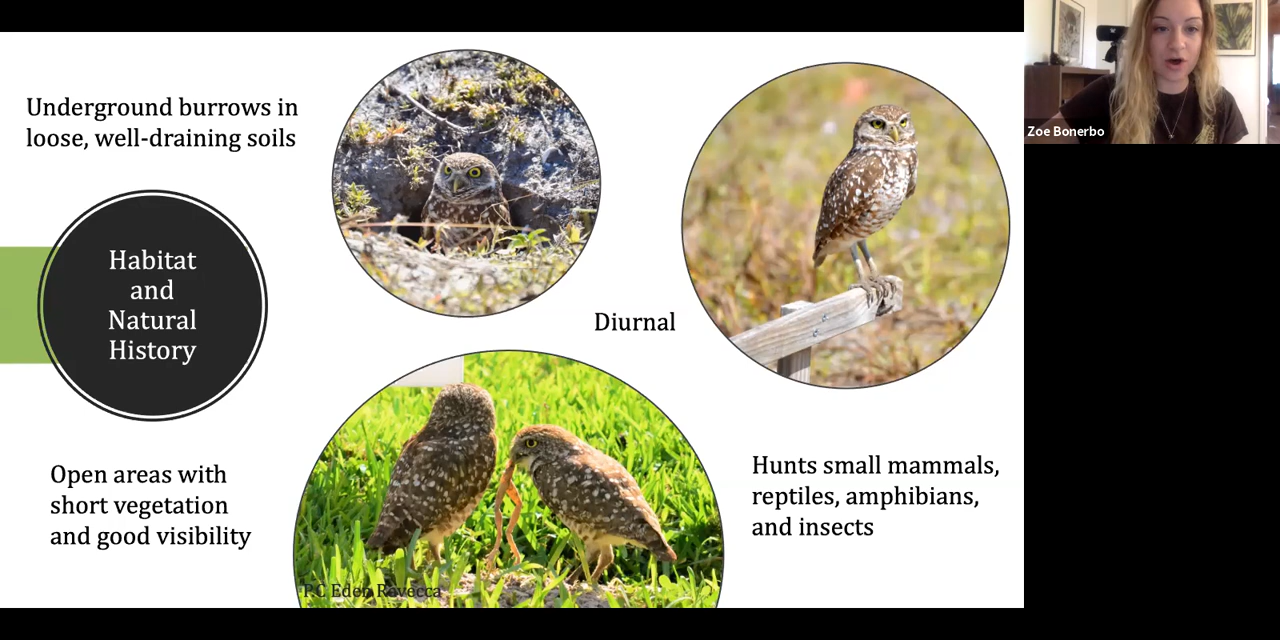 Underground burrows in
loose, well-draining soils
Habitat
and
Natural
History
Diurnal
Open areas with
short vegetation
and good visibility
Hunts small mammals,
reptiles, amphibians,
and insects
PC Eden Ravecca
Zoe Bonerbo